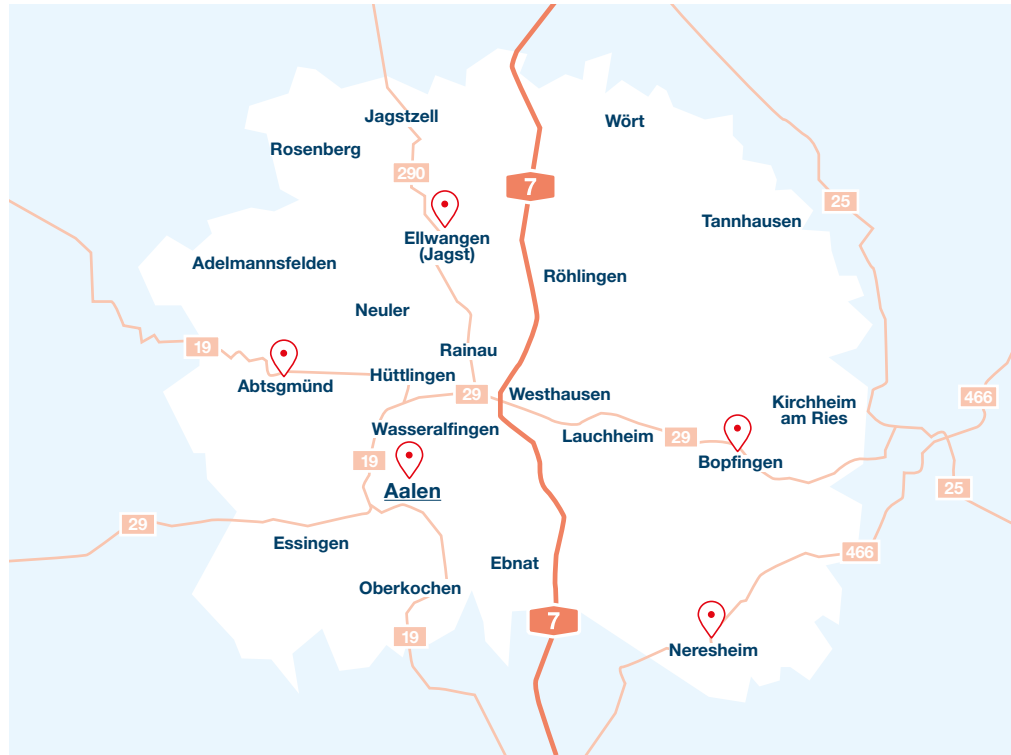 Jagstzell
Wört
Rosenberg
290
7
25
Tannhausen
Ellwangen
(Jagst)
Adelmannsfelden
Röhlingen
Neuler
19
Rainau
Hüttlingen
Abtsgmünd
29
Westhausen
466
Kirchheim
am Ries
Wasseralfingen
Lauchheim
29
19
Bopfingen
Aalen
25
29
Essingen
466
Ebnat
Oberkochen
7
19
Neresheim